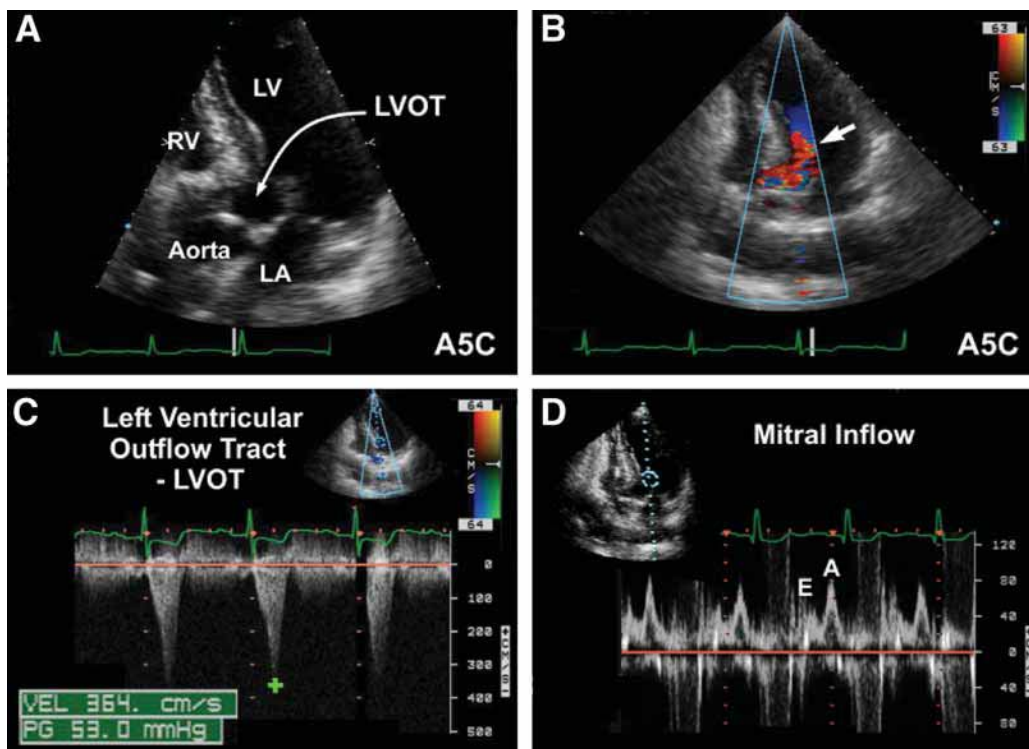 A
LV
LVOT
RV
Aorta
LA
A5C
B
63
CM/S
63
A5C
C
Left Ventricular
Outflow Tract
- LVOT
64
CM/S
64
0
100
200
300
400
500
VEL 364. cm/s
PG 53.0 mmHg
D
Mitral Inflow
E
A
120
80
40
0
40
80